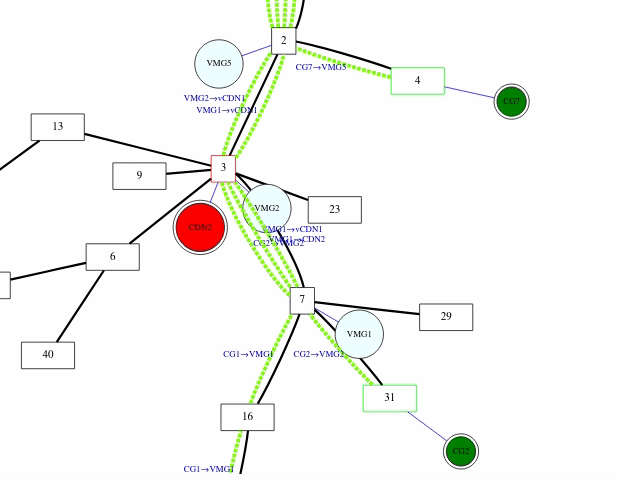 2
VMG5
CG7→VMG5
4
VMG2→vCDN1
CG7
VMG1→vCDN1
13
3
9
VMG2
23
CDN2
VMG1→vCDN1
VMG1→CDN2
CG2→VMG2
6
7
29
VMG1
40
CG1→VMG1
CG2→VMG2
31
16
CG2
CG1→VMG1